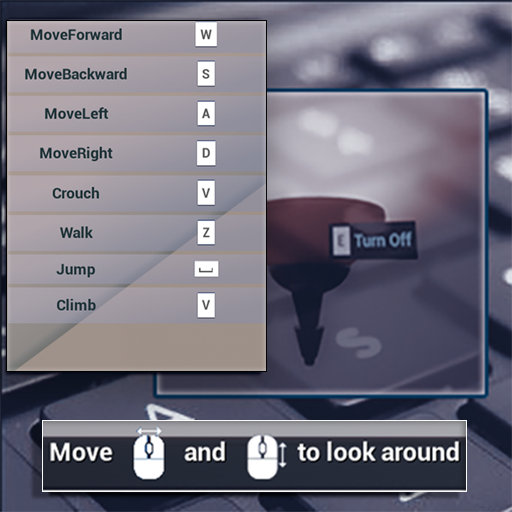 MoveForward W
MoveBackward S
MoveLeft A
MoveRight D
Crouch V
Walk Z
Jump
Climb V
E Turn Off
S
A
Move and to look around